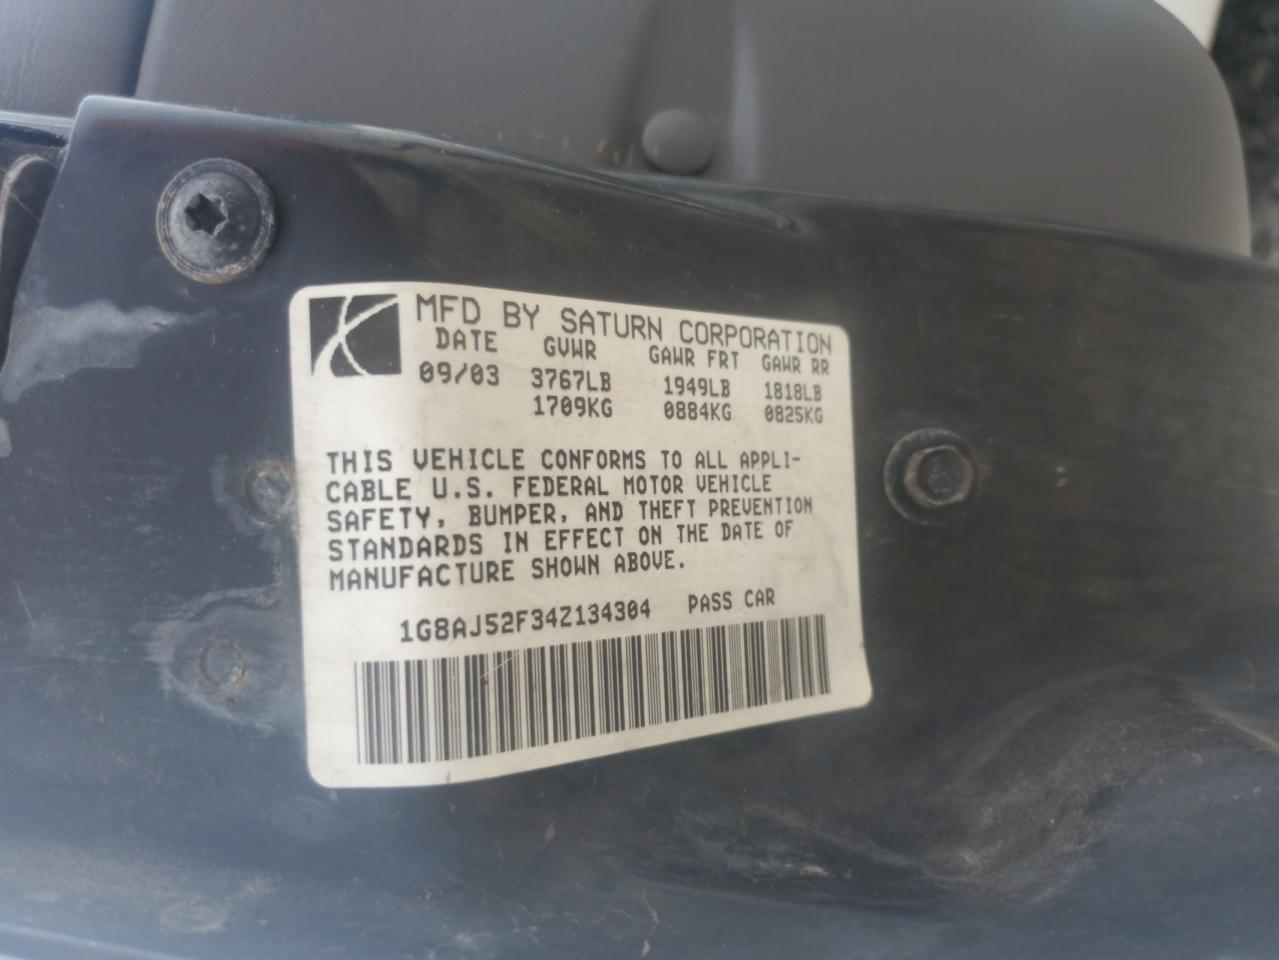 MFD BY SATURN CORPORATION
DATE GVWR GAWR FRT GAWR RR
09/03 3767LB 1949LB 1818LB
1709KG 0884KG 0825KG
THIS VEHICLE CONFORMS TO ALL APPLI-
CABLE U.S. FEDERAL MOTOR VEHICLE
SAFETY, BUMPER, AND THEFT PREVENTION
STANDARDS IN EFFECT ON THE DATE OF
MANUFACTURE SHOWN ABOVE.
1G8AJ52F34Z134304 PASS CAR